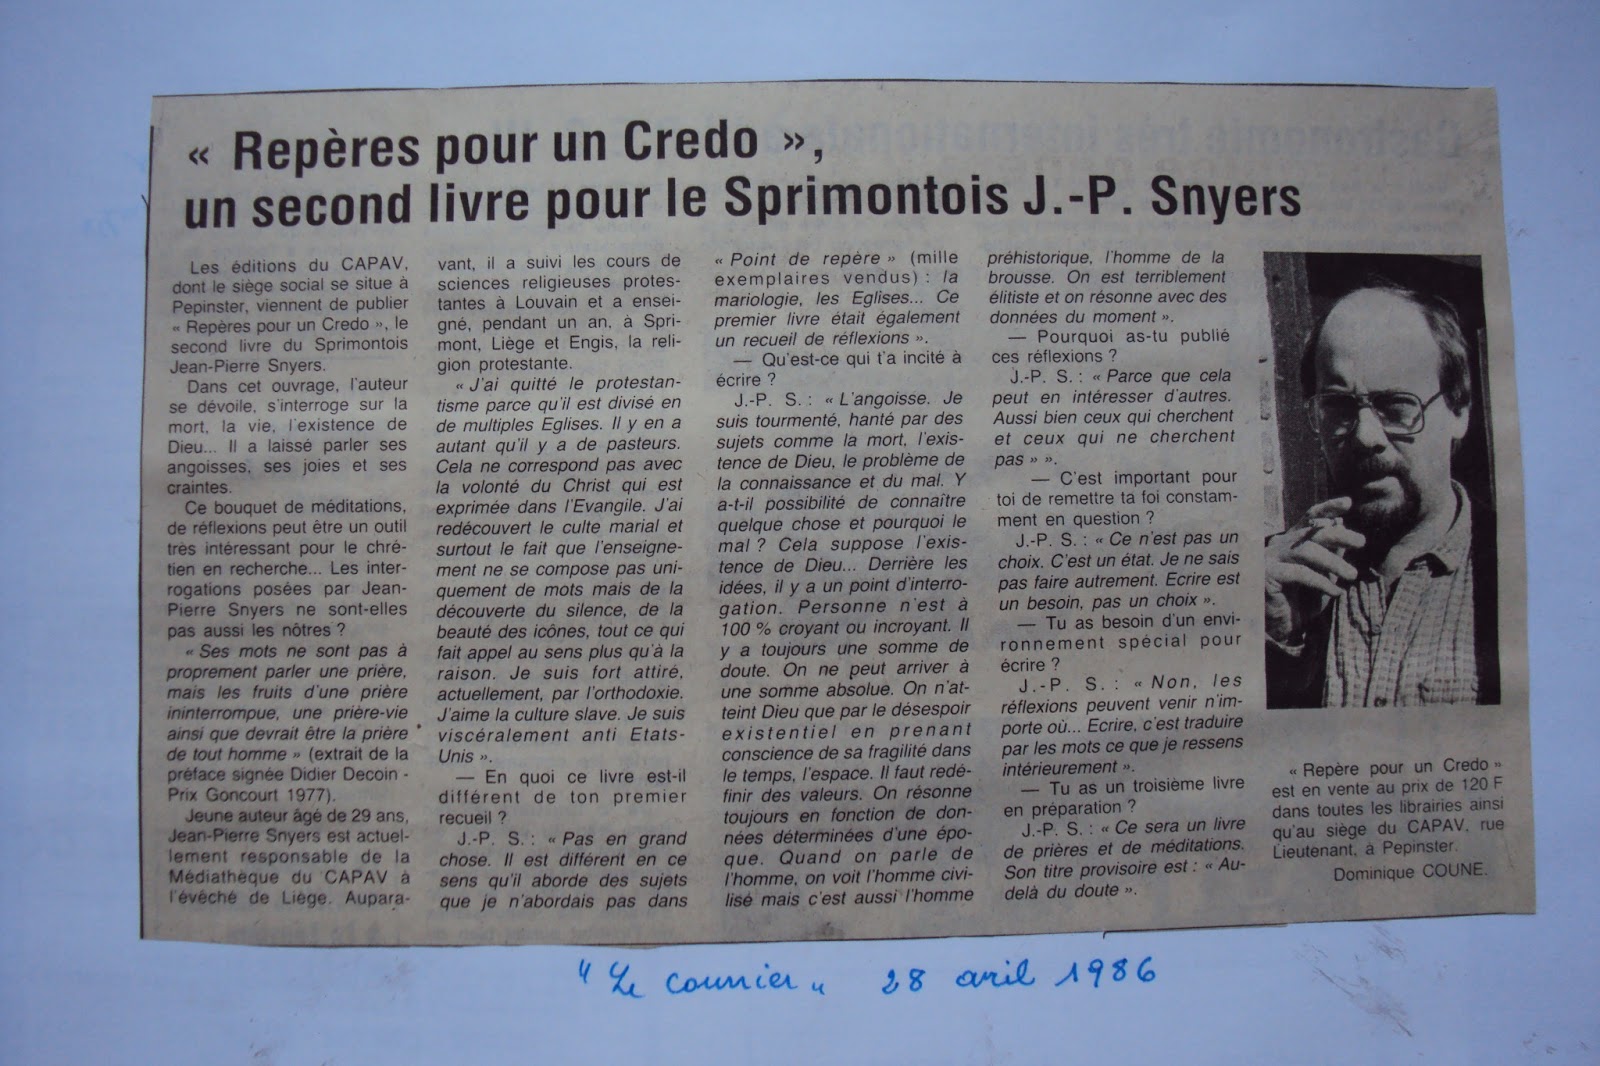 « Repères pour un Credo »,
un second livre pour le Sprimontois J.-P. Snyers
Les éditions du CAPAV,
dont le siège social se situe à
Pepinster, viennent de publier
« Repères pour un Credo », le
second livre du Sprimontois
Jean-Pierre Snyers.
Dans cet ouvrage, l'auteur
se dévoile, s'interroge sur la
mort, la vie, l'existence de
Dieu... Il a laissé parler ses
angoisses, ses joies et ses
craintes.
Ce bouquet de méditations,
de réflexions peut être un outil
très intéressant pour le chré-
tien en recherche... Les inter-
rogations posées par Jean-
Pierre Snyers ne sont-elles
pas aussi les nôtres ?
« Ses mots ne sont pas à
proprement parler une prière,
mais les fruits d'une prière
ininterrompue, une prière-vie
ainsi que devrait être la prière
de tout homme » (extrait de la
préface signée Didier Decoin -
Prix Goncourt 1977).
Jeune auteur âgé de 29 ans,
Jean-Pierre Snyers est actuel-
lement responsable de la
Médiathèque du CAPAV à
l'évêché de Liège. Aupara-
vant, il a suivi les cours de
sciences religieuses protes-
tantes à Louvain et a ensei-
gné, pendant un an, à Spri-
mont, Liège et Engis, la reli-
gion protestante.
« J'ai quitté le protestan-
tisme parce qu'il est divisé en
de multiples Eglises. Il y en a
autant qu'il y a de pasteurs.
Cela ne correspond pas avec
la volonté du Christ qui est
exprimée dans l'Evangile. J'ai
redécouvert le culte marial et
surtout le fait que l'enseigne-
ment ne se compose pas uni-
quement de mots mais de la
découverte du silence, de la
beauté des icônes, tout ce qui
fait appel au sens plus qu'à la
raison. Je suis fort attiré,
actuellement, par l'orthodoxie.
J'aime la culture slave. Je suis
viscéralement anti Etats-
Unis ».
— En quoi ce livre est-il
différent de ton premier
recueil ?
J.-P. S. : « Pas en grand
chose. Il est différent en ce
sens qu'il aborde des sujets
que je n'abordais pas dans
« Point de repère » (mille
exemplaires vendus) : la
mariologie, les Eglises... Ce
premier livre était également
un recueil de réflexions ».
— Qu'est-ce qui t'a incité à
écrire ?
J.-P. S. : « L'angoisse. Je
suis tourmenté, hanté par des
sujets comme la mort, l'exis-
tence de Dieu, le problème de
la connaissance et du mal. Y
a-t-il possibilité de connaître
quelque chose et pourquoi le
mal ? Cela suppose l'exis-
tence de Dieu... Derrière les
idées, il y a un point d'interro-
gation. Personne n'est à
100 % croyant ou incroyant. Il
y a toujours une somme de
doute. On ne peut arriver à
une somme absolue. On n'at-
teint Dieu que par le désespoir
existentiel en prenant
conscience de sa fragilité dans
le temps, l'espace. Il faut redé-
finir des valeurs. On résonne
toujours en fonction de don-
nées déterminées d'une épo-
que. Quand on parle de
l'homme, on voit l'homme civi-
lisé mais c'est aussi l'homme
préhistorique, l'homme de la
brousse. On est terriblement
élitiste et on résonne avec des
données du moment ».
— Pourquoi as-tu publié
ces réflexions ?
J.-P. S. : « Parce que cela
peut en intéresser d'autres.
Aussi bien ceux qui cherchent
et ceux qui ne cherchent
pas » ».
— C'est important pour
toi de remettre ta foi constam-
ment en question ?
J.-P. S. : « Ce n'est pas un
choix. C'est un état. Je ne sais
pas faire autrement. Ecrire est
un besoin, pas un choix ».
— Tu as besoin d'un envi-
ronnement spécial pour
écrire ?
J.-P. S. : « Non, les
réflexions peuvent venir n'im-
porte où... Ecrire, c'est traduire
par les mots ce que je ressens
intérieurement ».
— Tu as un troisième livre
en préparation ?
J.-P. S. : « Ce sera un livre
de prières et de méditations.
Son titre provisoire est : « Au-
delà du doute ».
« Repère pour un Credo »
est en vente au prix de 120 F
dans toutes les librairies ainsi
qu'au siège du CAPAV, rue
Lieutenant, à Pepinster.
Dominique COUNE.
"Le courrier" 28 avril 1986